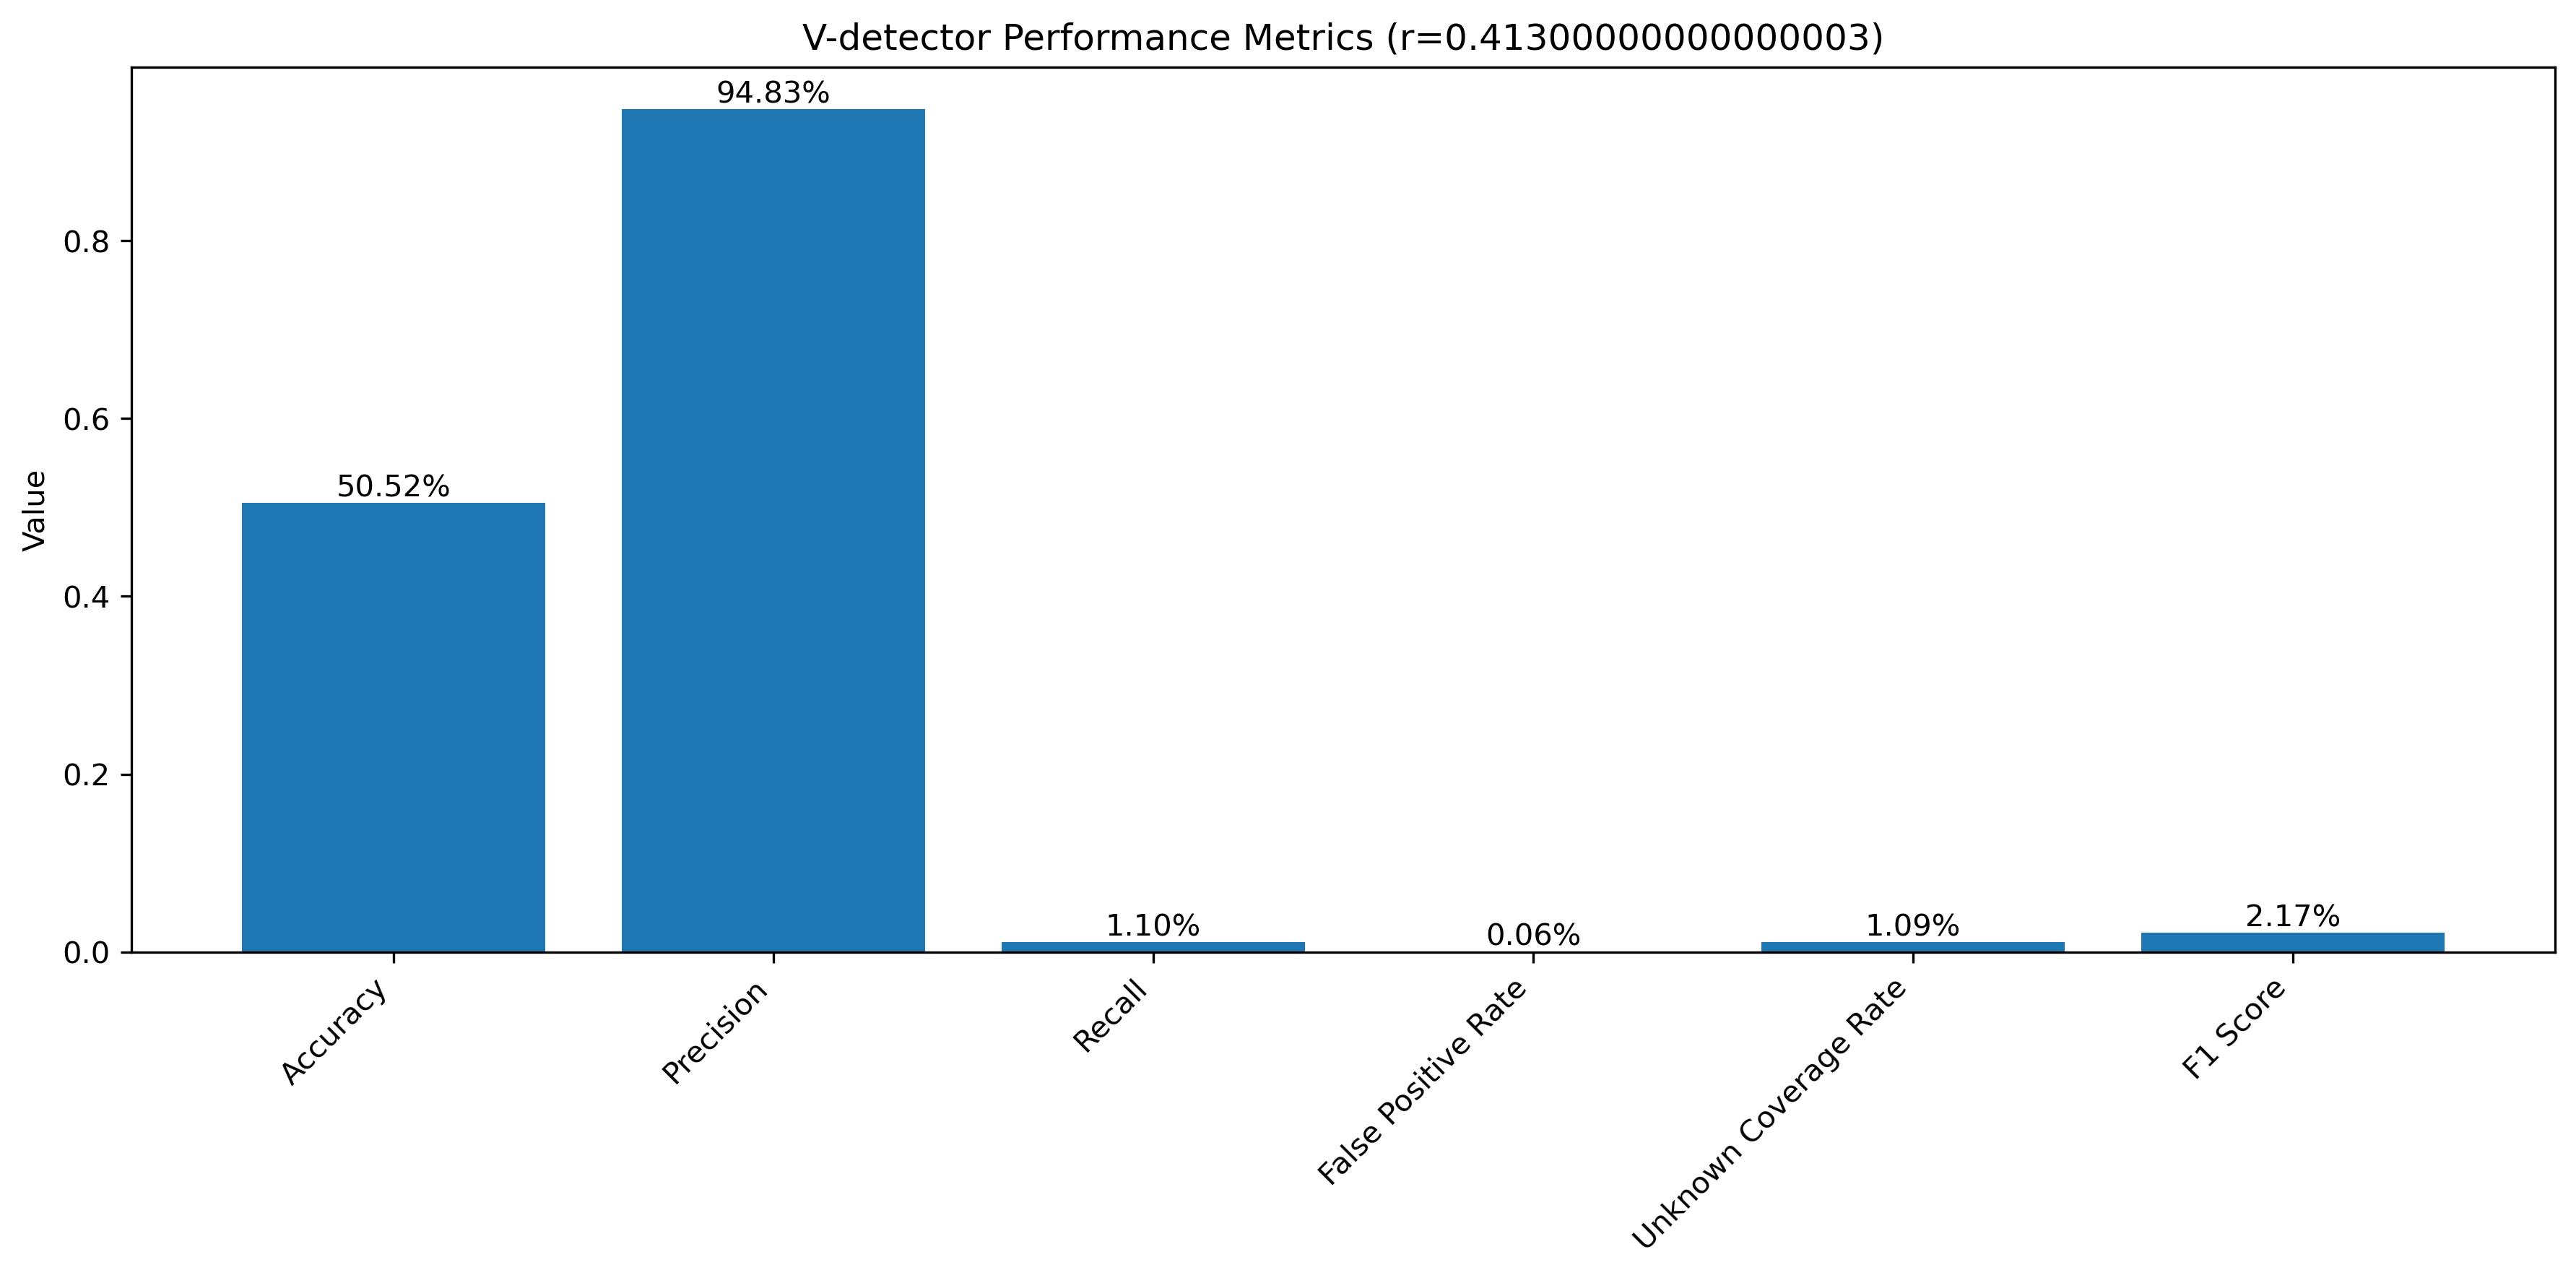 V-detector Performance Metrics (r=0.41300000000000003)
94.83%
50.52%
1.10%
0.06%
1.09%
2.17%
Value
0.8
0.6
0.4
0.2
0.0
Accuracy
Precision
Recall
False Positive Rate
Unknown Coverage Rate
F1 Score